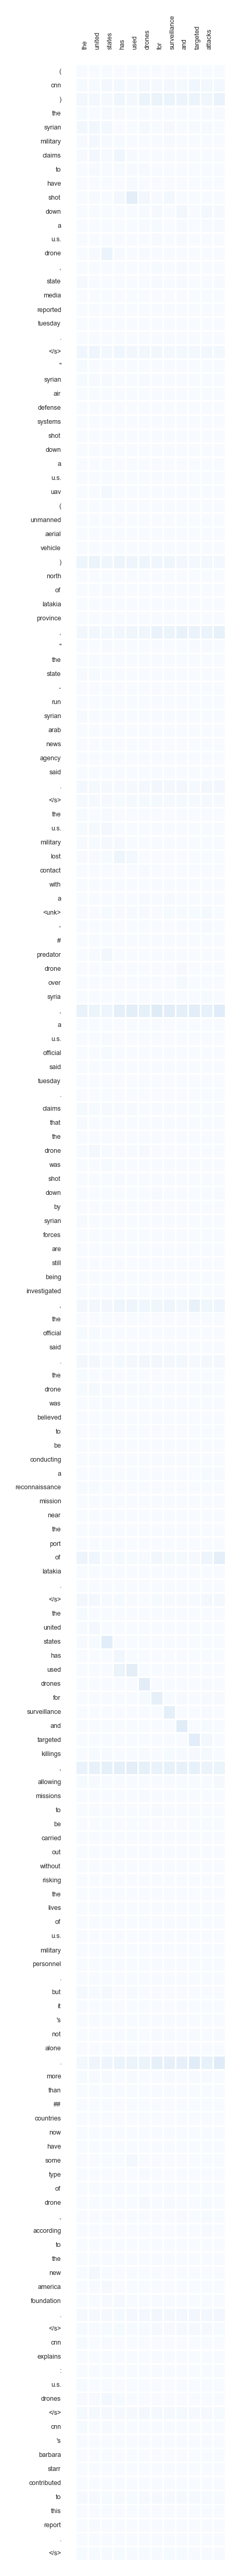 the
united
states
has
used
drones
for
surveillance
and
targeted
attacks
(
cnn
)
the
syrian
military
claims
to
have
shot
down
a
u.s.
drone
,
state
media
reported
tuesday
.
</s>
"
syrian
air
defense
systems
shot
down
a
u.s.
uav
(
unmanned
aerial
vehicle
)
north
of
latakia
province
,
"
the
state
-
run
syrian
arab
news
agency
said
.
</s>
the
u.s.
military
lost
contact
with
a
<unk>
-
#
predator
drone
over
syria
,
a
u.s.
official
said
tuesday
.
claims
that
the
drone
was
shot
down
by
syrian
forces
are
still
being
investigated
,
the
official
said
.
the
drone
was
believed
to
be
conducting
a
reconnaissance
mission
near
the
port
of
latakia
.
</s>
the
united
states
has
used
drones
for
surveillance
and
targeted
killings
,
allowing
missions
to
be
carried
out
without
risking
the
lives
of
u.s.
military
personnel
.
but
it
's
not
alone
.
more
than
##
countries
now
have
some
type
of
drone
,
according
to
the
new
america
foundation
.
</s>
cnn
explains
:
u.s.
drones
</s>
cnn
's
barbara
starr
contributed
to
this
report
.
</s>